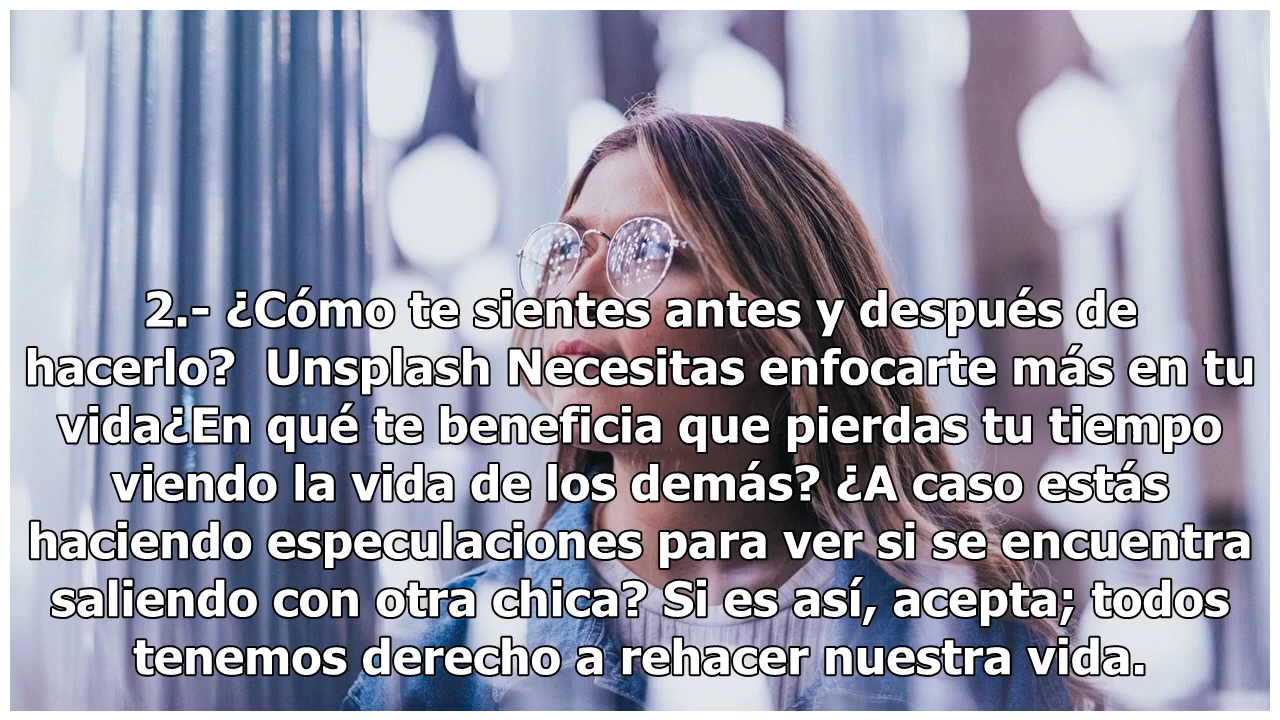 2.- ¿Cómo te sientes antes y después de
hacerlo?  Unsplash Necesitas enfocarte más en tu
vida¿En qué te beneficia que pierdas tu tiempo
viendo la vida de los demás? ¿A caso estás
haciendo especulaciones para ver si se encuentra
saliendo con otra chica? Si es así, acepta; todos
tenemos derecho a rehacer nuestra vida.